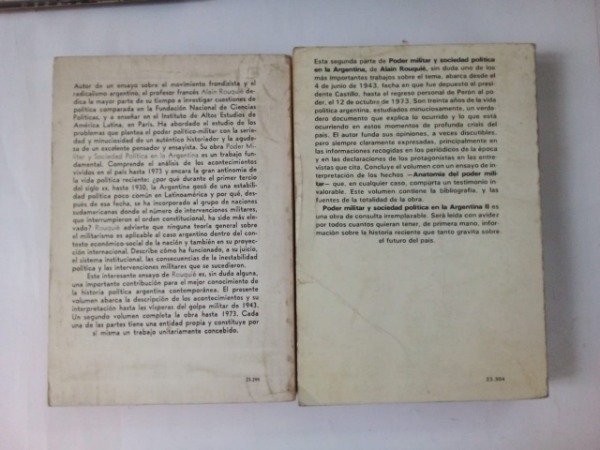 Autor de un ensayo sobre el movimiento frondizista y el
radicalismo argentino, el profesor francés Alain Rouquié de-
dica la mayor parte de su tiempo a investigar cuestiones de
política comparada en la Fundación Nacional de Ciencias
Políticas, y a enseñar en el Instituto de Altos Estudios de
América Latina, en París. Ha abordado el estudio de los
problemas que plantea el poder político-militar con la serie-
dad y minuciosidad de un auténtico historiador y la agude-
za de un excelente pensador y ensayista. Su obra Poder Mi-
litar y Sociedad Política en la Argentina es un trabajo fun-
damental. Comprende el análisis de los acontecimientos
vividos en el país hasta 1973 y encara la gran antinomia de
la vida política reciente: ¿por qué durante el primer tercio
del siglo XX, hasta 1930, la Argentina gozó de una estabili-
dad política poco común en Latinoamérica y por qué, des-
pués de esa fecha, se ha incorporado al grupo de naciones
sudamericanas donde el número de intervenciones militares,
que interrumpieron el orden constitucional, ha sido más ele-
vado? Rouquié advierte que ninguna teoría general sobre
el militarismo es aplicable al caso argentino dentro del con-
texto económico-social de la nación y también en su proyec-
ción internacional. Describe cómo ha funcionado, a su juicio,
el sistema institucional, las consecuencias de la inestabilidad
política y las intervenciones militares que se sucedieron.
Este interesante ensayo de Rouquié es, sin duda alguna,
una importante contribución para el mejor conocimiento de
la historia política argentina contemporánea. El presente
volumen abarca la descripción de los acontecimientos y su
interpretación hasta las vísperas del golpe militar de 1943.
Un segundo volumen completa la obra hasta 1973. Cada
una de las partes tiene una entidad propia y constituye por
sí misma un trabajo unitariamente concebido.
23.291
Esta segunda parte de Poder militar y sociedad política
en la Argentina, de Alain Rouquié, sin duda uno de los
más importantes trabajos sobre el tema, abarca desde el
4 de junio de 1943, fecha en que fue depuesto el presi-
dente Castillo, hasta el regreso personal de Perón al po-
der, el 12 de octubre de 1973. Son treinta años de la vida
política argentina, estudiados minuciosamente, un verda-
dero documento que explica lo ocurrido y lo que está
ocurriendo en estos momentos de profunda crisis del
país. El autor funda sus opiniones, a veces discutibles,
pero siempre claramente expresadas, principalmente en
las informaciones recogidas en los periódicos de la época
y en las declaraciones de los protagonistas en las entre-
vistas que cita. Concluye el volumen con un ensayo de in-
terpretación de los hechos —Anatomía del poder mili-
tar— que, en cualquier caso, comporta un testimonio in-
valorable. Este volumen contiene la bibliografía, y las
fuentes de la totalidad de la obra.
Poder militar y sociedad política en la Argentina II es
una obra de consulta irremplazable. Será leída con avidez
por todos cuantos quieran tener, de primera mano, infor-
mación sobre la historia reciente que tanto gravita sobre
el futuro del país.
23.304